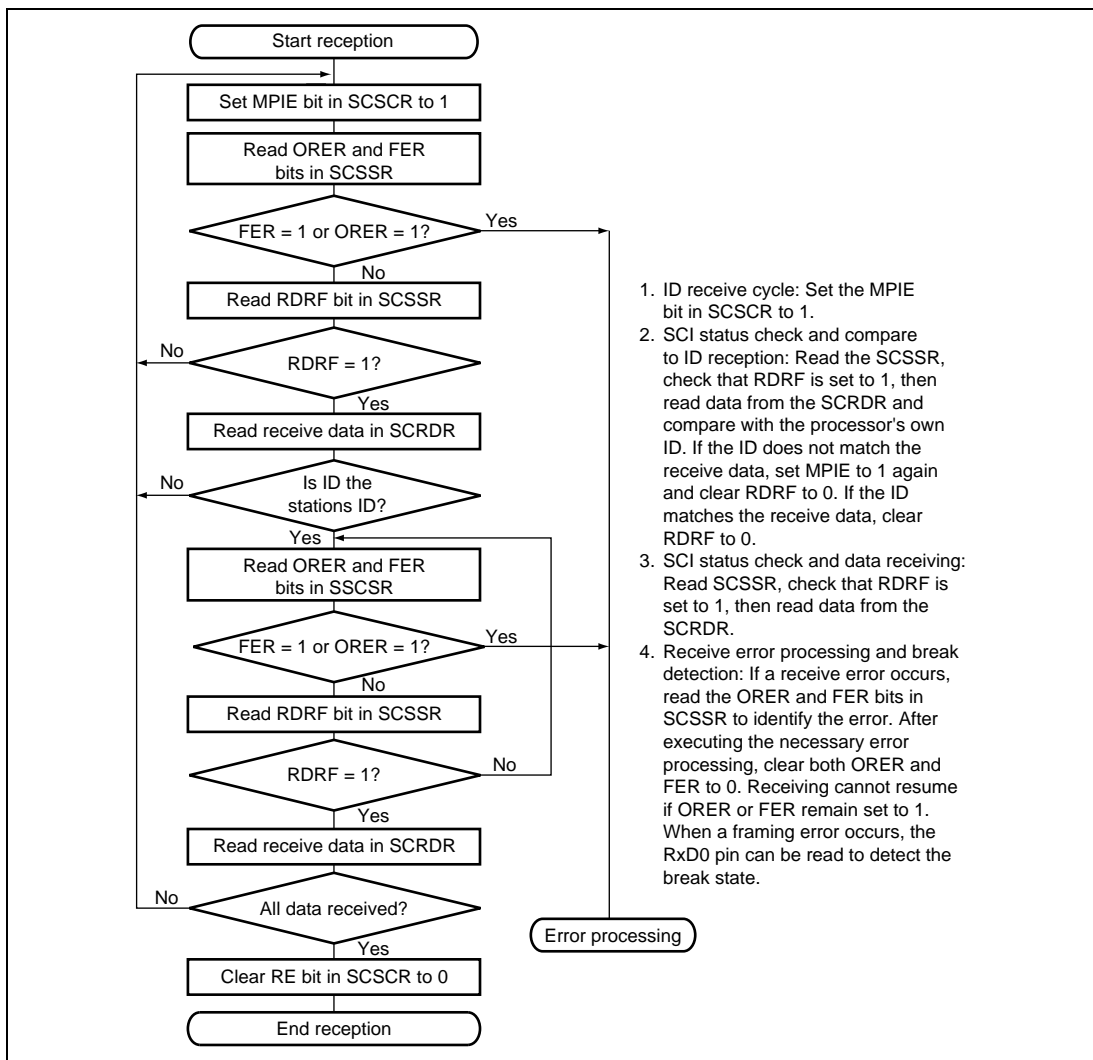 Start reception
Set MPIE bit in SCSCR to 1
Read ORER and FER
bits in SCSSR
FER = 1 or ORER = 1?
Yes
No
Read RDRF bit in SCSSR
No
RDRF = 1?
Yes
Read receive data in SCRDR
No
Is ID the
stations ID?
Yes
Read ORER and FER
bits in SSCSR
FER = 1 or ORER = 1?
Yes
No
Read RDRF bit in SCSSR
RDRF = 1?
No
Yes
Read receive data in SCRDR
No
All data received?
Yes
Clear RE bit in SCSCR to 0
End reception
Error processing
1. ID receive cycle: Set the MPIE
bit in SCSCR to 1.
2. SCI status check and compare
to ID reception: Read the SCSSR,
check that RDRF is set to 1, then
read data from the SCRDR and
compare with the processor's own
ID. If the ID does not match the
receive data, set MPIE to 1 again
and clear RDRF to 0. If the ID
matches the receive data, clear
RDRF to 0.
3. SCI status check and data receiving:
Read SCSSR, check that RDRF is
set to 1, then read data from the
SCRDR.
4. Receive error processing and break
detection: If a receive error occurs,
read the ORER and FER bits in
SCSSR to identify the error. After
executing the necessary error
processing, clear both ORER and
FER to 0. Receiving cannot resume
if ORER or FER remain set to 1.
When a framing error occurs, the
RxD0 pin can be read to detect the
break state.